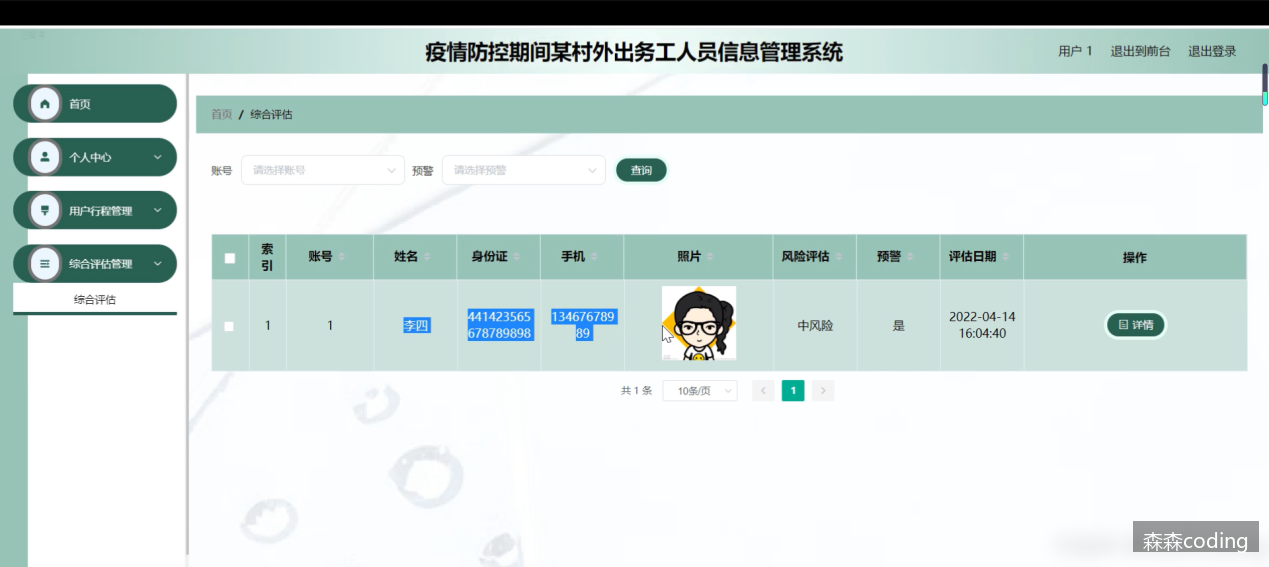 疫情防控期间某村外出务工人员信息管理系统
用户 1 退出到前台 退出登录
首页
个人中心
用户行程管理
综合评估管理
综合评估
首页 / 综合评估
账号 请选择账号 预警 请选择预警 查询
索引 账号 姓名 身份证 手机 照片 风险评估 预警 评估日期 操作
1 1 李四 441423565678789898 13467678989 中风险 是 2022-04-14 16:04:40 详情
共 1 条 10条/页 1
森森coding